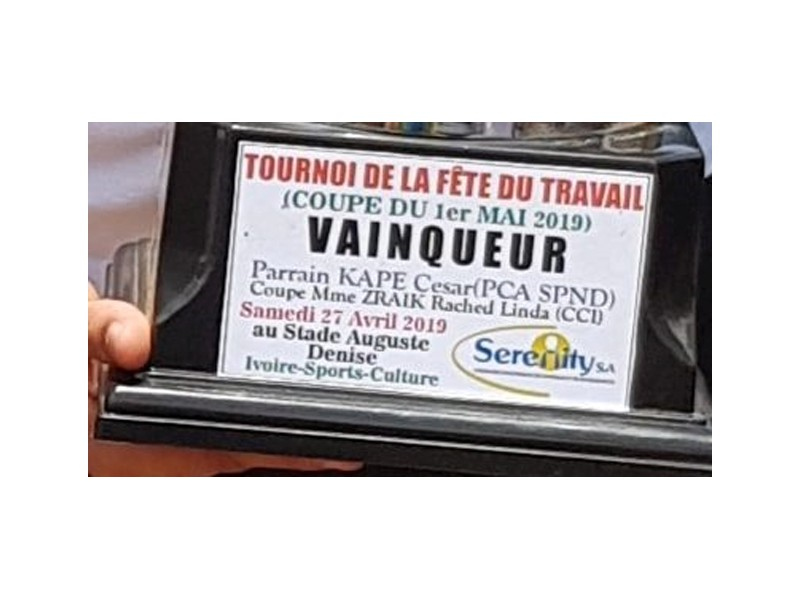 TOURNOI DE LA FÊTE DU TRAVAIL
(COUPE DU 1er MAI 2019)
VAINQUEUR
Parrain KAPE Cesar(PCA SPND)
Coupe Mme ZRAIK Rached Linda (CCI)
Samedi 27 Avril 2019
au Stade Auguste
Denise
Ivoire-Sports-Culture
Serenity SA